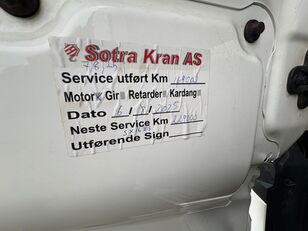 Sotra Kran AS
Service utført Km
Motor Gir Retarder Kardang
Dato 2025
Neste Service Km
Utførende Sign